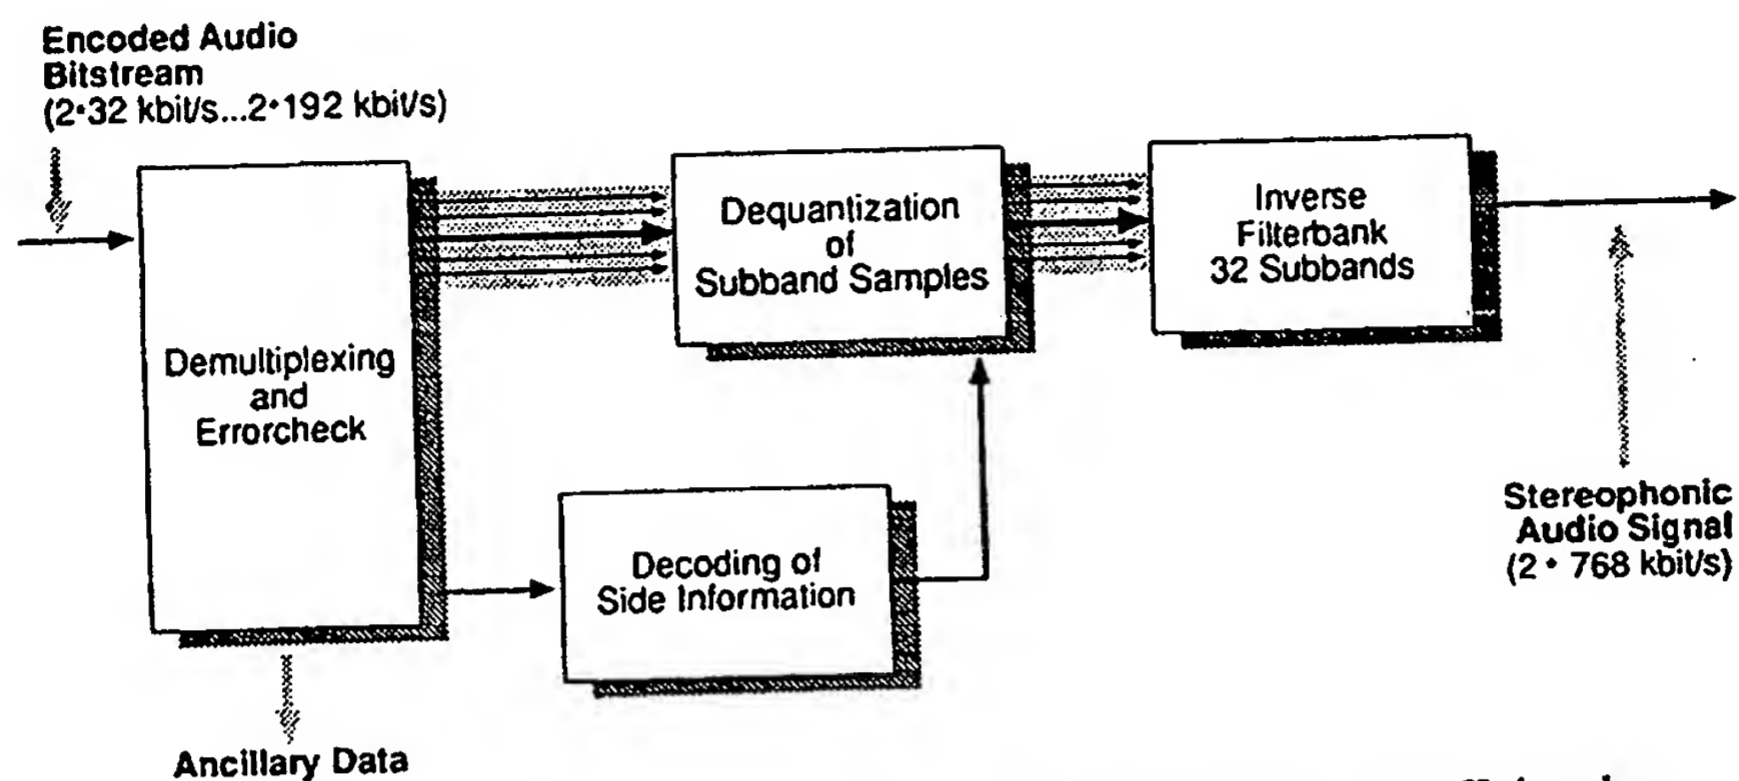 Encoded Audio
Bitstream
(2•32 kbit/s...2•192 kbit/s)
Demultiplexing
and
Errorcheck
Dequantization
of
Subband Samples
Inverse
Filterbank
32 Subbands
Decoding of
Side Information
Stereophonic
Audio Signal
(2 • 768 kbit/s)
Ancillary Data